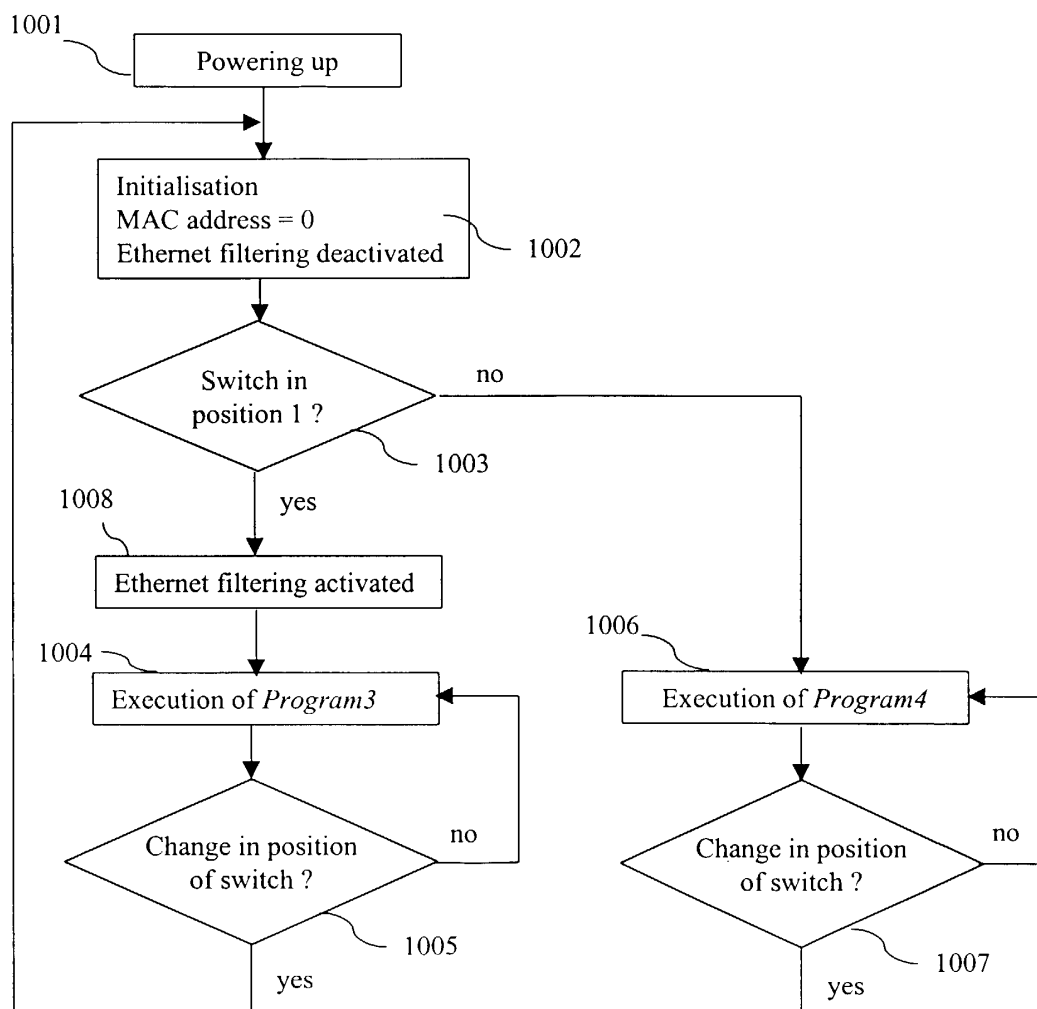 1001
Powering up
Initialisation
MAC address = 0
Ethernet filtering deactivated
1002
Switch in
position 1 ?
no
1003
yes
1008
Ethernet filtering activated
1004
Execution of Program3
1006
Execution of Program4
Change in position
of switch ?
no
1005
yes
Change in position
of switch ?
no
1007
yes